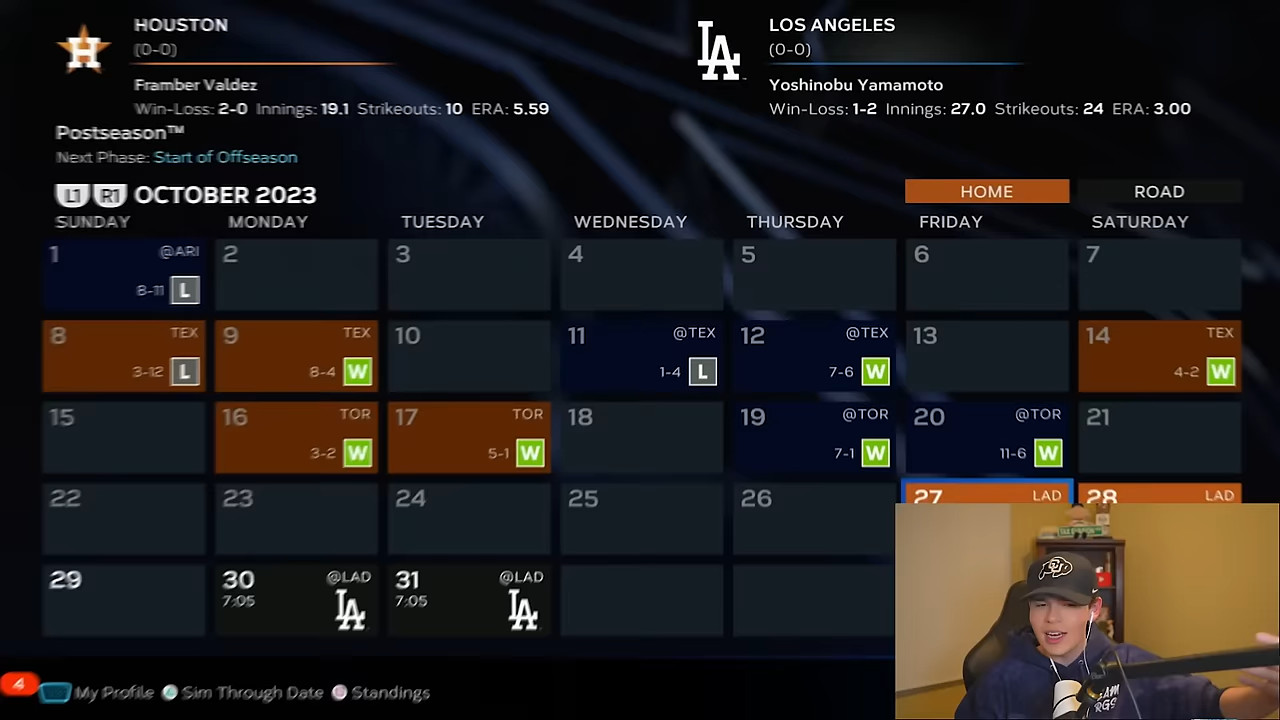 HOUSTON
(0-0)
Framber Valdez
Win-Loss: 2-0 Innings: 19.1 Strikeouts: 10 ERA: 5.59
LOS ANGELES
(0-0)
Yoshinobu Yamamoto
Win-Loss: 1-2 Innings: 27.0 Strikeouts: 24 ERA: 3.00
Postseason™
Next Phase: Start of Offseason
L1 R1 OCTOBER 2023
HOME ROAD
SUNDAY MONDAY TUESDAY WEDNESDAY THURSDAY FRIDAY SATURDAY
1 @ARI 2 3 4 5 6 7
8-11 L
8 TEX 9 TEX 10 11 @TEX 12 @TEX 13 14 TEX
3-12 L 8-4 W 1-4 L 7-6 W 4-2 W
15 16 TOR 17 TOR 18 19 @TOR 20 @TOR 21
3-2 W 5-1 W 7-1 W 11-6 W
22 23 24 25 26 27 LAD 28 LAD
29 30 @LAD 31 @LAD
7:05 LA 7:05 LA
4 My Profile Sim Through Date Standings